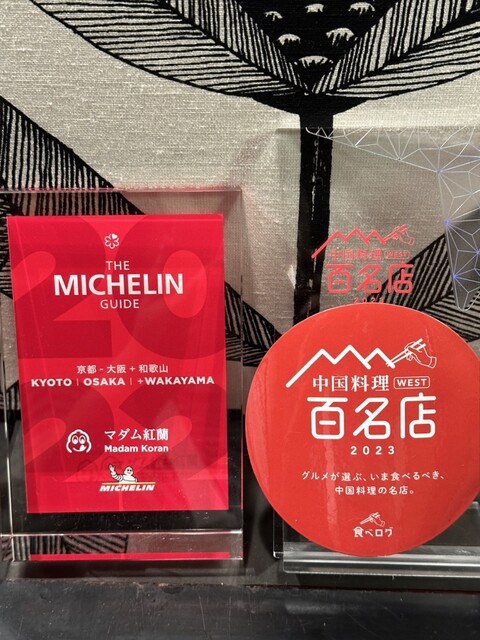 THE
MICHELIN
GUIDE
京都 - 大阪 + 和歌山
KYOTO | OSAKA | + WAKAYAMA
マダム紅蘭
Madam Koran
MICHELIN
中国料理 WEST
百名店
中国料理 WEST
百名店
2023
グルメが選ぶ、いま食べるべき、
中国料理の名店。
食べログ